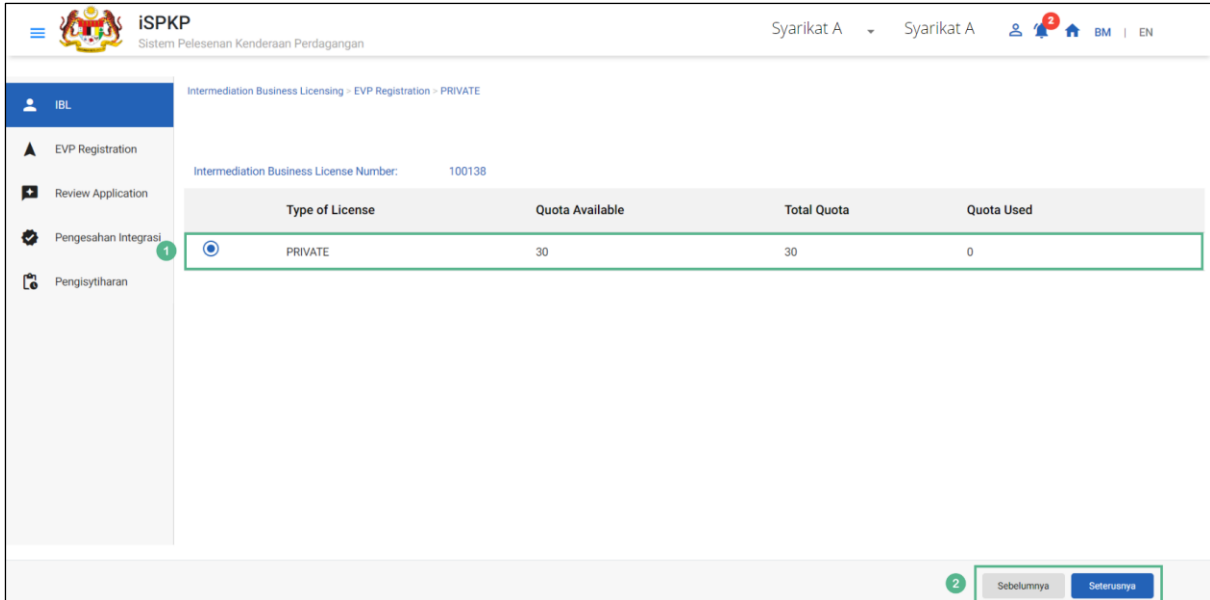 iSPKP
Sistem Pelesenan Kenderaan Perdagangan
Syarikat A Syarikat A 2 BM | EN
IBL
EVP Registration
Review Application
Pengesahan Integrasi
Pengisytiharan
Intermediation Business Licensing > EVP Registration > PRIVATE
Intermediation Business License Number: 100138
Type of License Quota Available Total Quota Quota Used
1 PRIVATE 30 30 0
2 Sebelumnya Seterusnya